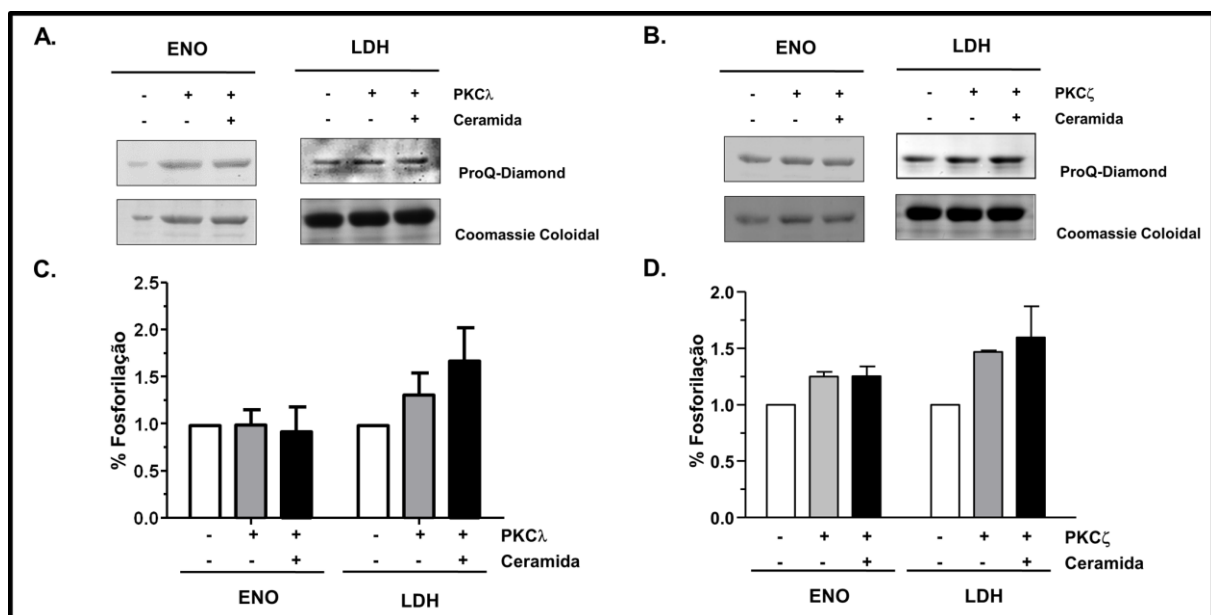 A.
ENO LDH
- + + - + + PKCλ
- - + - - + Ceramida
ProQ-Diamond
Coomassie Coloidal
B.
ENO LDH
- + + - + + PKCζ
- - + - - + Ceramida
ProQ-Diamond
Coomassie Coloidal
C.
% Fosforilação
2.5
2.0
1.5
1.0
0.5
0.0
- + + - + + PKCλ
- - + - - + Ceramida
ENO LDH
D.
% Fosforilação
2.0
1.5
1.0
0.5
0.0
- + + - + + PKCζ
- - + - - + Ceramida
ENO LDH